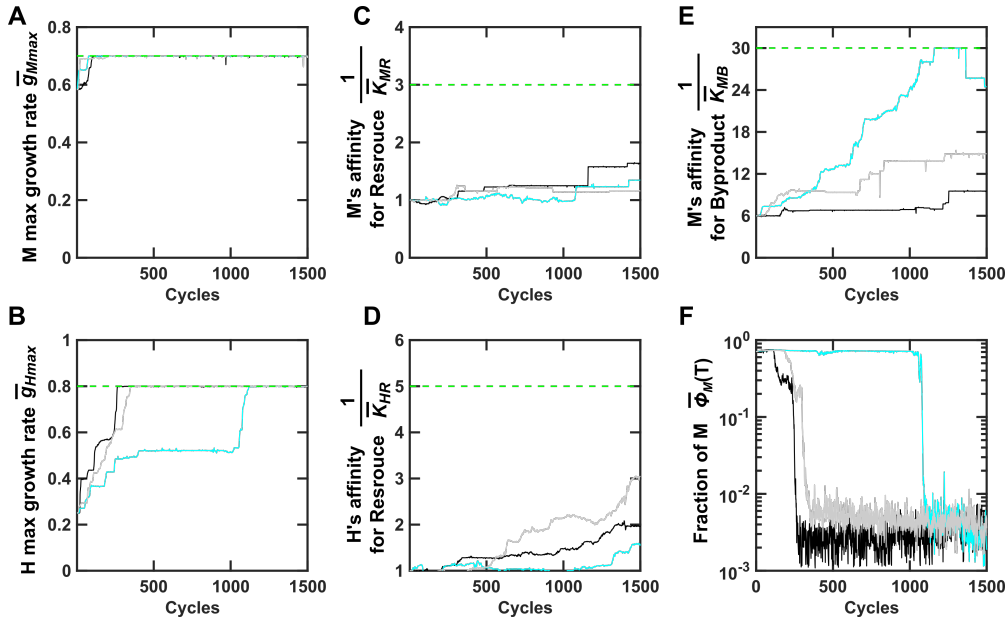 A
M max growth rate g̅Mmax
0.8
0.6
0.4
0.2
0
500
1000
1500
Cycles
C
M's affinity
for Resrouce
1
K̅MR
5
4
3
2
1
0
500
1000
1500
Cycles
E
M's affinity
for Byproduct
1
K̅MB
30
24
18
12
6
0
500
1000
1500
Cycles
B
H max growth rate g̅Hmax
1
0.8
0.6
0.4
0.2
0
500
1000
1500
Cycles
D
H's affinity
for Resrouce
1
K̅HR
6
5
4
3
2
1
500
1000
1500
Cycles
F
Fraction of M ϕ̅M(T)
10^0
10^-1
10^-2
10^-3
0
500
1000
1500
Cycles